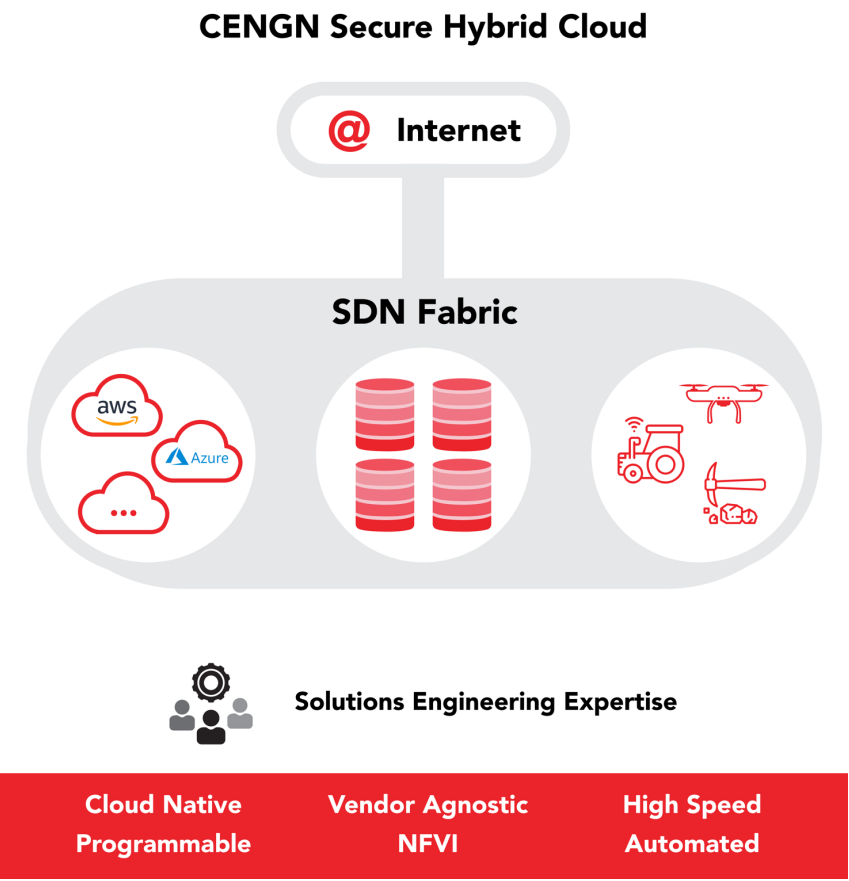 CENGN Secure Hybrid Cloud
@ Internet
SDN Fabric
aws
Azure
...
Solutions Engineering Expertise
Cloud Native
Programmable
Vendor Agnostic
NFVI
High Speed
Automated